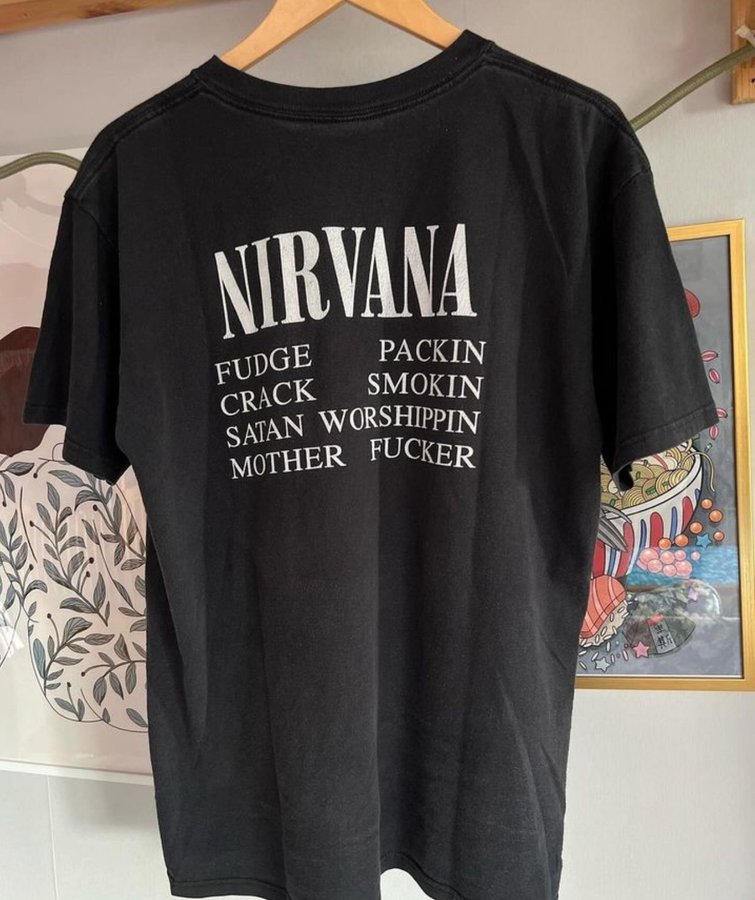 NIRVANA
FUDGE PACKIN
CRACK SMOKIN
SATAN WORSHIPPIN
MOTHER FUCKER